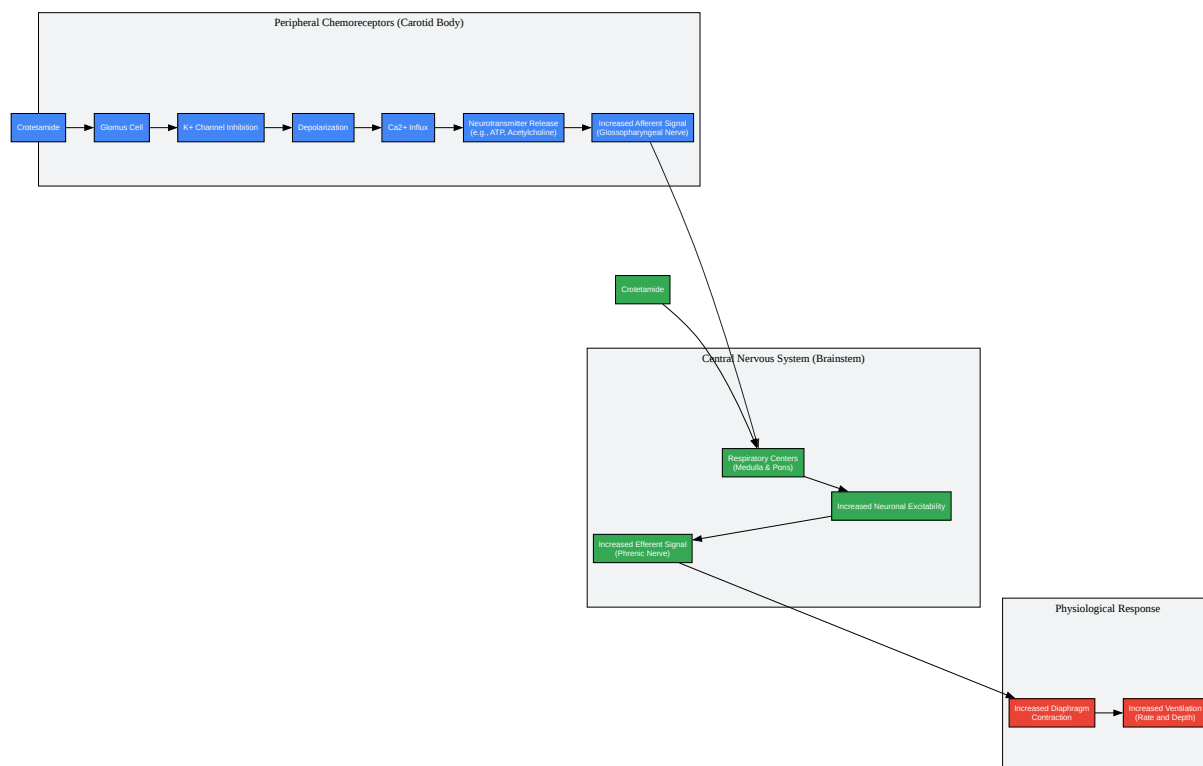 Peripheral Chemoreceptors (Carotid Body)
Crotetamide
Glomus Cell
K+ Channel Inhibition
Depolarization
Ca2+ Influx
Neurotransmitter Release
(e.g., ATP, Acetylcholine)
Increased Afferent Signal
(Glossopharyngeal Nerve)
Crotetamide
Central Nervous System (Brainstem)
Respiratory Centers
(Medulla & Pons)
Increased Neuronal Excitability
Increased Efferent Signal
(Phrenic Nerve)
Physiological Response
Increased Diaphragm
Contraction
Increased Ventilation
(Rate and Depth)